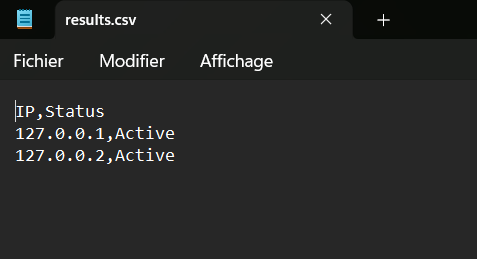 results.csv
Fichier Modifier Affichage
IP,Status
127.0.0.1,Active
127.0.0.2,Active